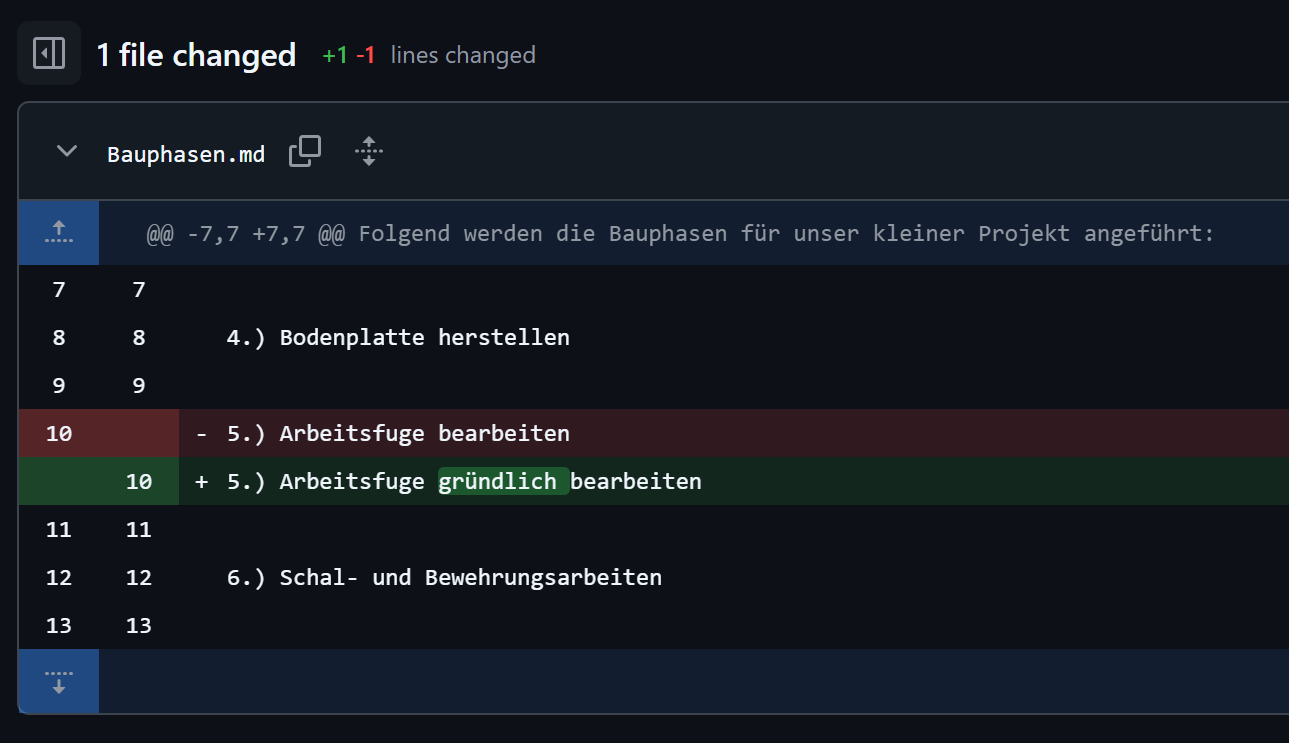 1 file changed +1 -1 lines changed
Bauphasen.md
@@ -7,7 +7,7 @@ Folgend werden die Bauphasen für unser kleiner Projekt angeführt:
7 7
8 8 4.) Bodenplatte herstellen
9 9
10 - 5.) Arbeitsfuge bearbeiten
10 + 5.) Arbeitsfuge gründlich bearbeiten
11 11
12 12 6.) Schal- und Bewehrungsarbeiten
13 13